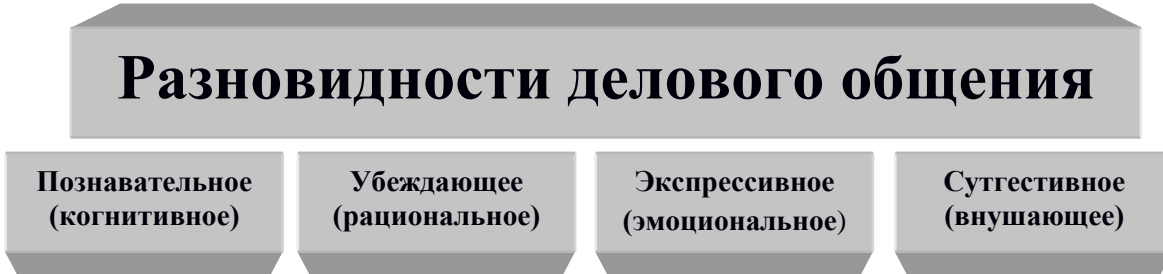 Разновидности делового общения
Познавательное
(когнитивное)
Убеждающее
(рациональное)
Экспрессивное
(эмоциональное)
Сутгестивное
(внушающее)